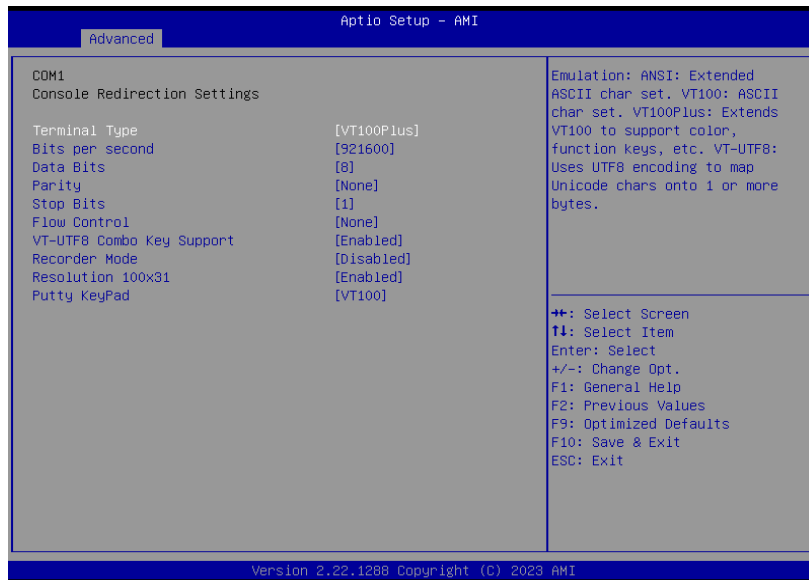 Aptio Setup - AMI
Advanced
COM1
Console Redirection Settings
Terminal Type [VT100Plus]
Bits per second [921600]
Data Bits [8]
Parity [None]
Stop Bits [1]
Flow Control [None]
VT-UTF8 Combo Key Support [Enabled]
Recorder Mode [Disabled]
Resolution 100x31 [Enabled]
Putty KeyPad [VT100]
Emulation: ANSI: Extended
ASCII char set. VT100: ASCII
char set. VT100Plus: Extends
VT100 to support color,
function keys, etc. VT-UTF8:
Uses UTF8 encoding to map
Unicode chars onto 1 or more
bytes.
→←: Select Screen
↑↓: Select Item
Enter: Select
+/-: Change Opt.
F1: General Help
F2: Previous Values
F9: Optimized Defaults
F10: Save & Exit
ESC: Exit
Version 2.22.1288 Copyright (C) 2023 AMI